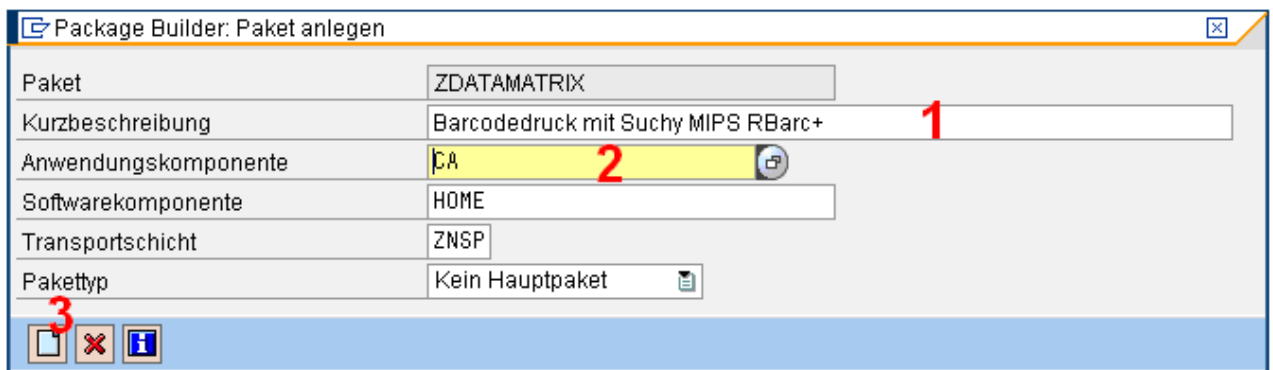 Package Builder: Paket anlegen
Paket ZDATAMATRIX
Kurzbeschreibung Barcodedruck mit Suchy MIPS RBarc+ 1
Anwendungskomponente CA 2
Softwarekomponente HOME
Transportschicht ZNSP
Pakettyp Kein Hauptpaket
3